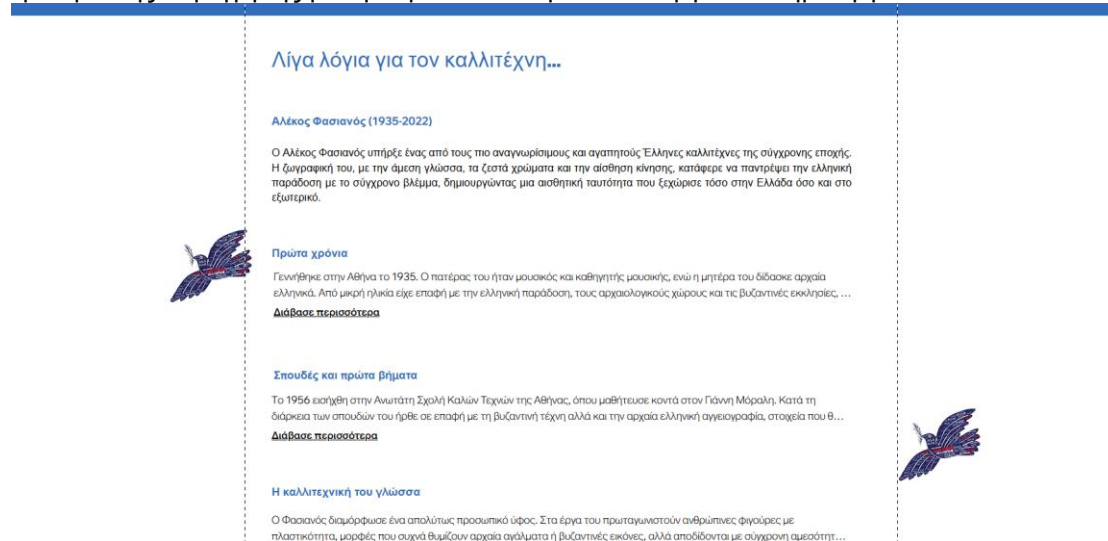 Λίγα λόγια για τον καλλιτέχνη...
Αλέκος Φασιανός (1935-2022)
Ο Αλέκος Φασιανός υπήρξε ένας από τους πιο αναγνωρίσιμους και αγαπητούς Έλληνες καλλιτέχνες της σύγχρονης εποχής.
Η ζωγραφική του, με την άμεση γλώσσα, τα ζεστά χρώματα και την αίσθηση κίνησης, κατάφερε να παντρέψει την ελληνική
παράδοση με το σύγχρονο βλέμμα, δημιουργώντας μια αισθητική ταυτότητα που ξεχώρισε τόσο στην Ελλάδα όσο και στο
εξωτερικό.
Πρώτα χρόνια
Γεννήθηκε στην Αθήνα το 1935. Ο πατέρας του ήταν μουσικός και καθηγητής μουσικής, ενώ η μητέρα του δίδασκε αρχαία
ελληνικά. Από μικρή ηλικία είχε επαφή με την ελληνική παράδοση, τους αρχαιολογικούς χώρους και τις βυζαντινές εκκλησίες, ...
Διάβασε περισσότερα
Σπουδές και πρώτα βήματα
Το 1956 εισήχθη στην Ανωτάτη Σχολή Καλών Τεχνών της Αθήνας, όπου μαθήτευσε κοντά στον Γιάννη Μόραλη. Κατά τη
διάρκεια των σπουδών του ήρθε σε επαφή με τη βυζαντινή τέχνη αλλά και την αρχαία ελληνική αγγειογραφία, στοιχεία που θ...
Διάβασε περισσότερα
Η καλλιτεχνική του γλώσσα
Ο Φασιανός διαμόρφωσε ένα απολύτως προσωπικό ύφος. Στα έργα του πρωταγωνιστούν ανθρώπινες φιγούρες με
πλαστικότητα, μορφές που συχνά θυμίζουν αρχαία αγάλματα ή βυζαντινές εικόνες, αλλά αποδίδονται με σύγχρονη αμεσότητ...